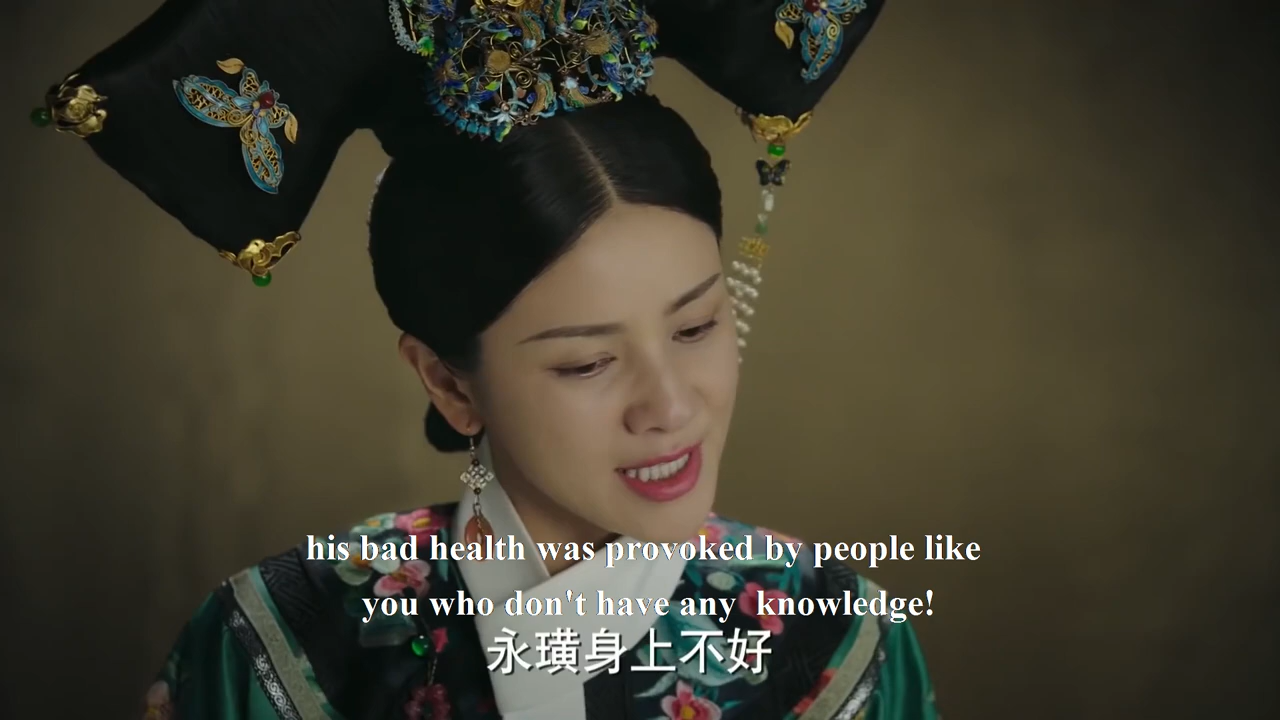 his bad health was provoked by people like
you who don't have any knowledge!
永璜身上不好